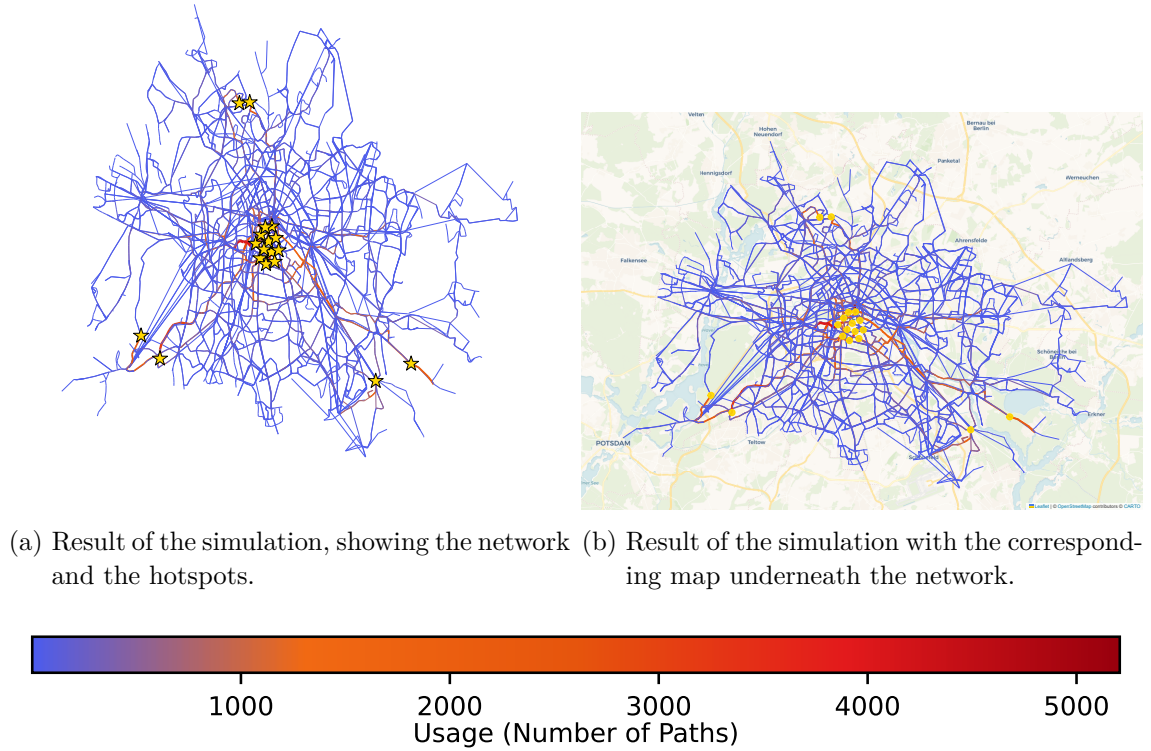 Velten
Bernau bei
Berlin
Hohen
Neuendorf
Panketal
Hennigsdorf
Werneuchen
Ahrensfelde
Falkensee
Altlandsberg
Schöneiche bei
Berlin
Erkner
POTSDAM
Teltow
Leaflet | © OpenStreetMap contributors © CARTO
(a) Result of the simulation, showing the network
and the hotspots.
(b) Result of the simulation with the correspond-
ing map underneath the network.
1000 2000 3000 4000 5000
Usage (Number of Paths)